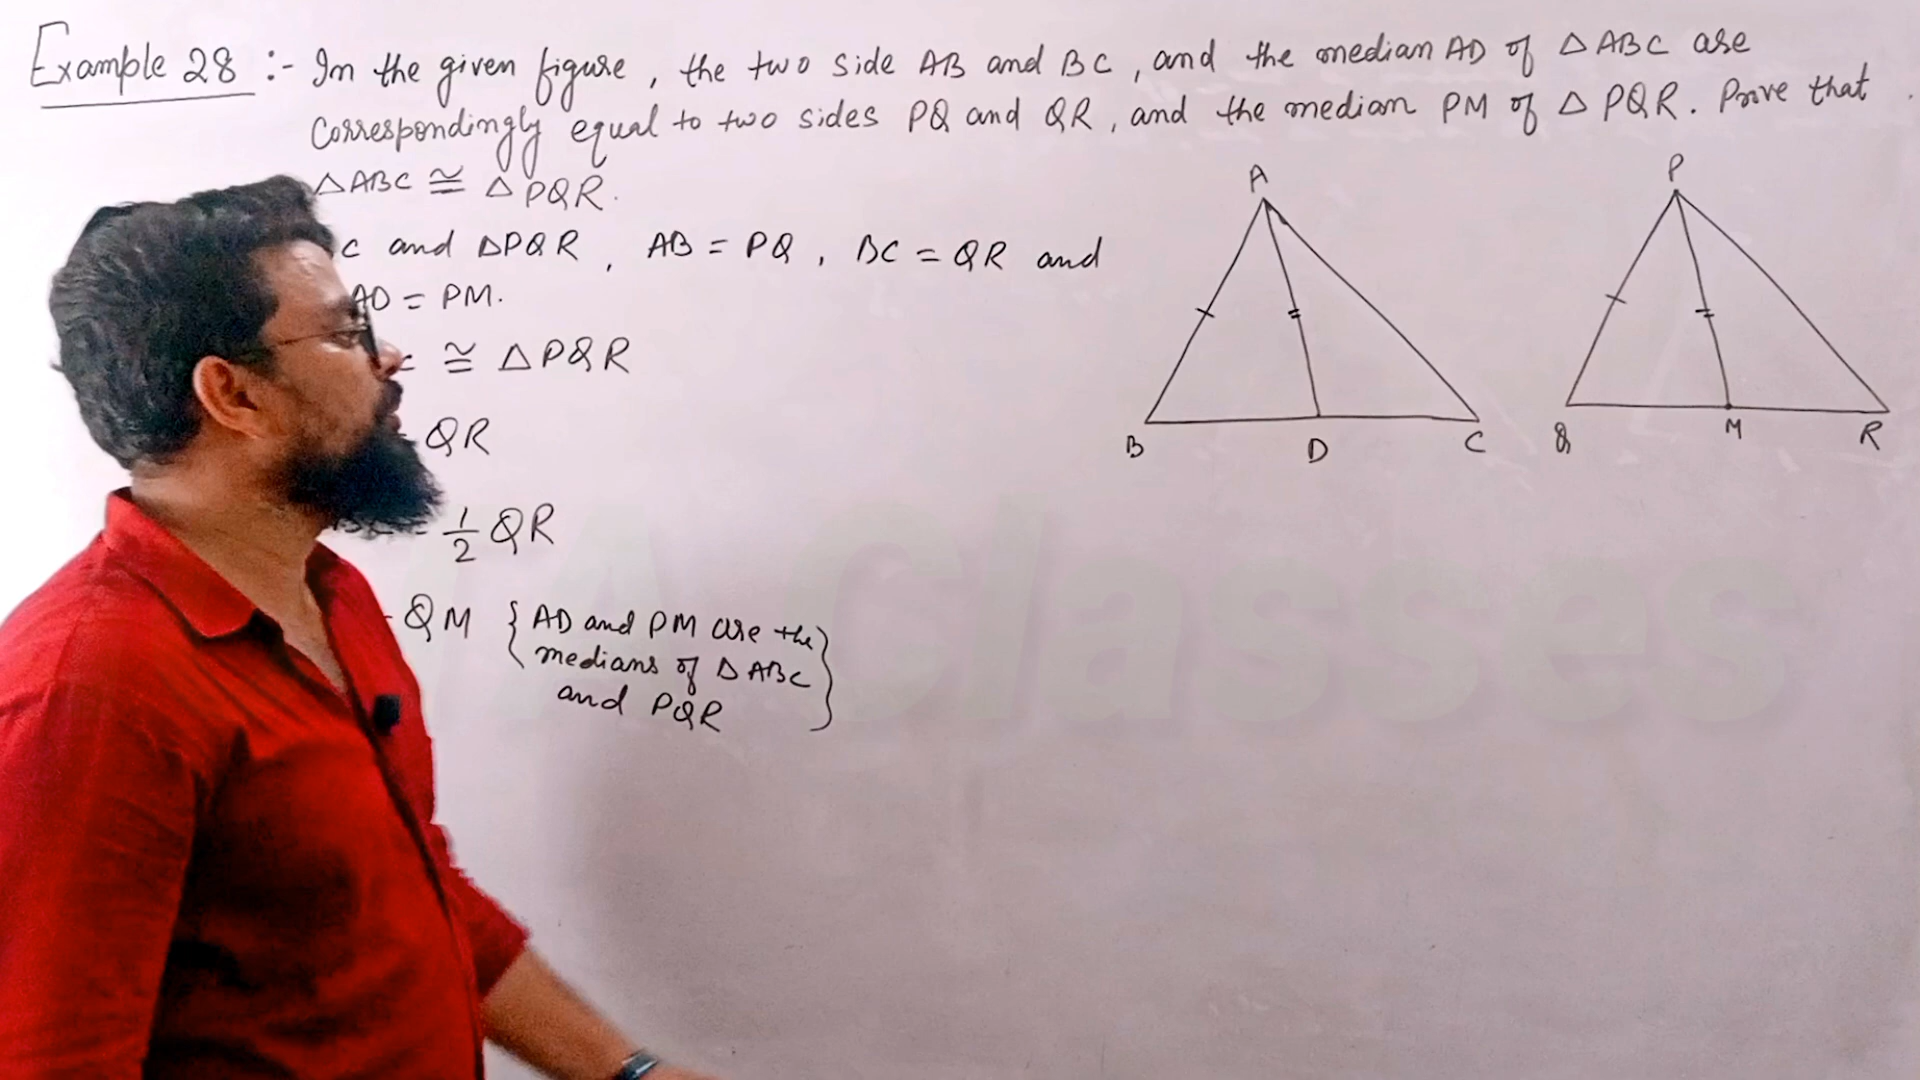 Example 28 :- In the given figure, the two side AB and BC, and the median AD of △ ABC are
Correspondingly equal to two sides PQ and QR, and the median PM of △ PQR. Prove that
△ABC ≅ △PQR.
C and △PQR, AB = PQ, BC = QR and
AD = PM.
C ≅ △PQR
= QR
BC = 1/2 QR
= QM { AD and PM are the
medians of △ ABC
and PQR }
A
P
B
D
C
Q
M
R
A Classes